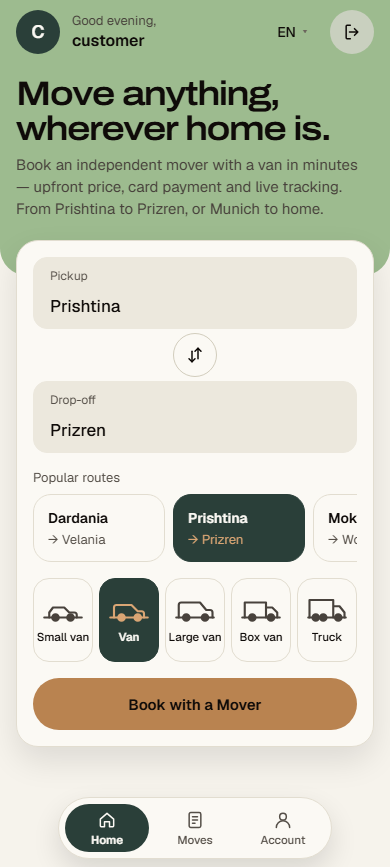 C
Good evening,
customer
EN
Move anything,
wherever home is.
Book an independent mover with a van in minutes
— upfront price, card payment and live tracking.
From Prishtina to Prizren, or Munich to home.
Pickup
Prishtina
Drop-off
Prizren
Popular routes
Dardania
→ Velania
Prishtina
→ Prizren
Mok
→ Wo
Small van
Van
Large van
Box van
Truck
Book with a Mover
Home
Moves
Account